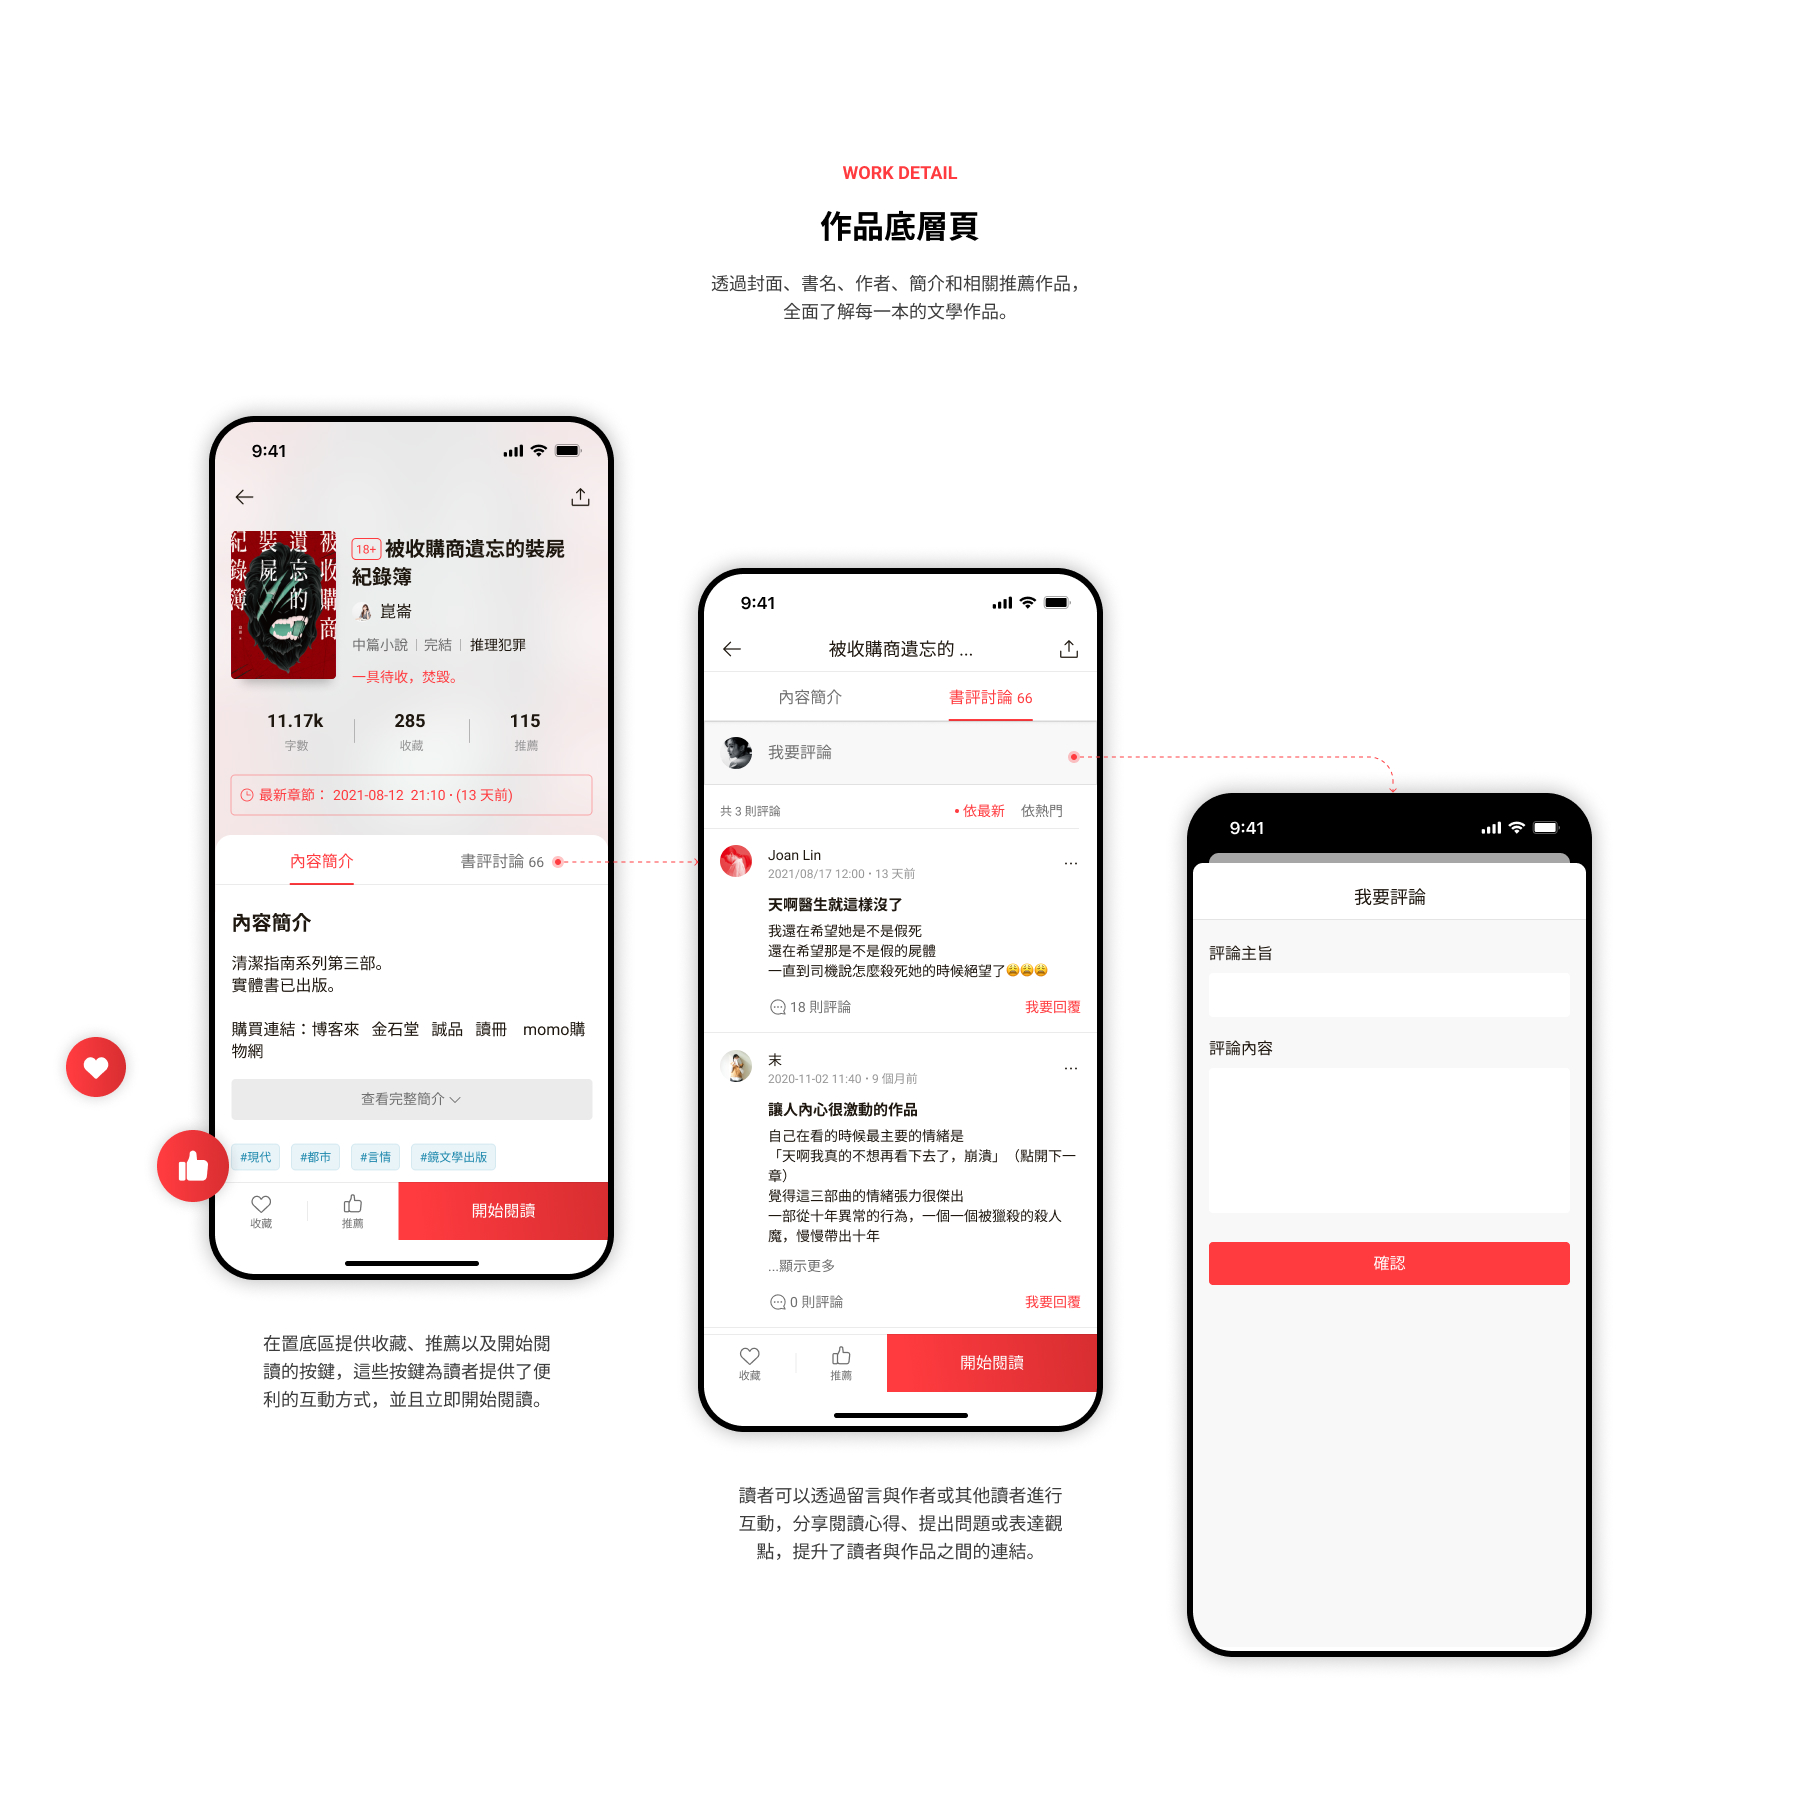 WORK DETAIL
作品底層頁
透過封面、書名、作者、簡介和相關推薦作品，
全面了解每一本的文學作品。
9:41
被收購商
遺忘的
裝屍
紀錄簿
18+ 被收購商遺忘的裝屍
紀錄簿
崑崙
中篇小說 | 完結 | 推理犯罪
一具待收，焚毀。
11.17k 285 115
字數 收藏 推薦
最新章節： 2021-08-12 21:10 · (13 天前)
內容簡介 書評討論 66
內容簡介
清潔指南系列第三部。
實體書已出版。
購買連結：博客來 金石堂 誠品 讀冊 momo購
物網
查看完整簡介
#現代 #都市 #言情 #鏡文學出版
收藏 推薦 開始閱讀
在置底區提供收藏、推薦以及開始閱
讀的按鍵，這些按鍵為讀者提供了便
利的互動方式，並且立即開始閱讀。
9:41
被收購商遺忘的 ...
內容簡介 書評討論 66
我要評論
共 3 則評論 • 依最新 依熱門
Joan Lin ...
2021/08/17 12:00 • 13 天前
天啊醫生就這樣沒了
我還在希望她是不是假死
還在希望那是不是假的屍體
一直到司機說怎麼殺死她的時候絕望了😩😩😩
18 則評論 我要回覆
末 ...
2020-11-02 11:40 • 9 個月前
讓人內心很激動的作品
自己在看的時候最主要的情緒是
「天啊我真的不想再看下去了，崩潰」（點開下一
章）
覺得這三部曲的情緒張力很傑出
一部從十年異常的行為，一個一個被獵殺的殺人
魔，慢慢帶出十年
...顯示更多
0 則評論 我要回覆
收藏 推薦 開始閱讀
讀者可以透過留言與作者或其他讀者進行
互動，分享閱讀心得、提出問題或表達觀
點，提升了讀者與作品之間的連結。
9:41
我要評論
評論主旨
評論內容
確認